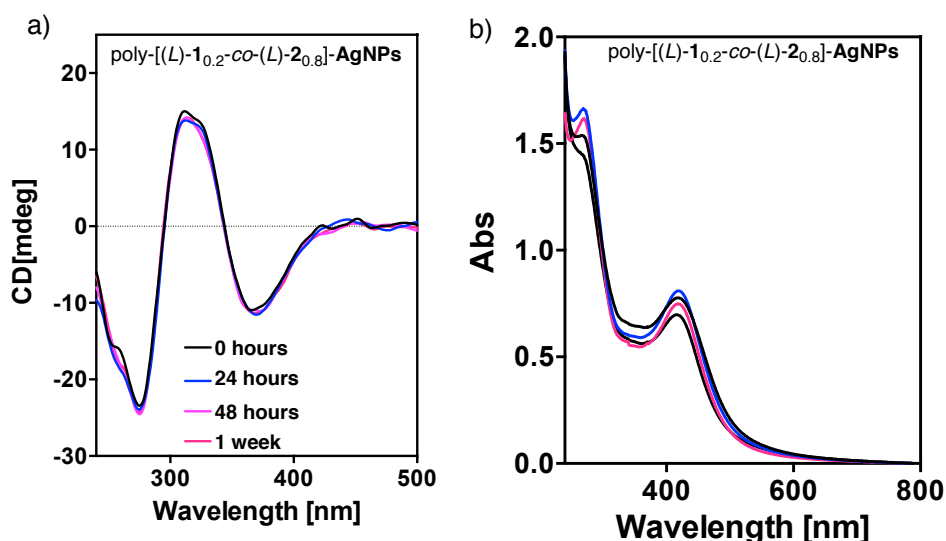 a)
poly-[(L)-1₀.₂-co-(L)-2₀.₈]-AgNPs
20
10
0
-10
-20
-30
CD[mdeg]
0 hours
24 hours
48 hours
1 week
300
400
500
Wavelength [nm]
b)
poly-[(L)-1₀.₂-co-(L)-2₀.₈]-AgNPs
2.0
1.5
1.0
0.5
0.0
Abs
400
600
800
Wavelength [nm]